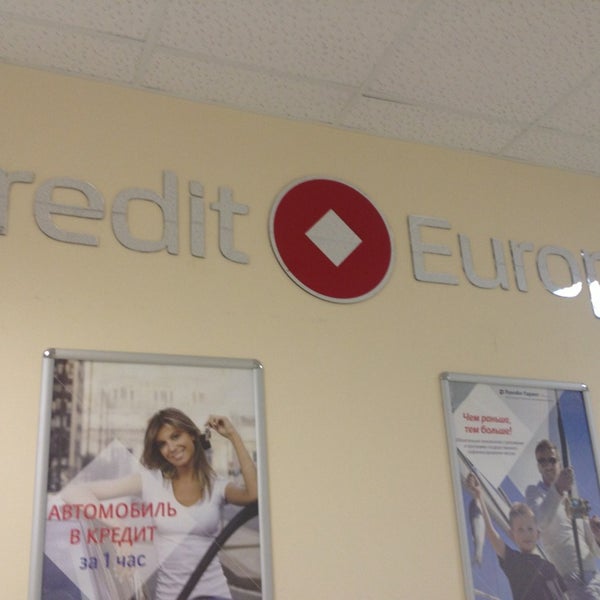 redit Europ
АВТОМОБИЛЬ
В КРЕДИТ
за 1 час
Чем раньше,
тем больше!